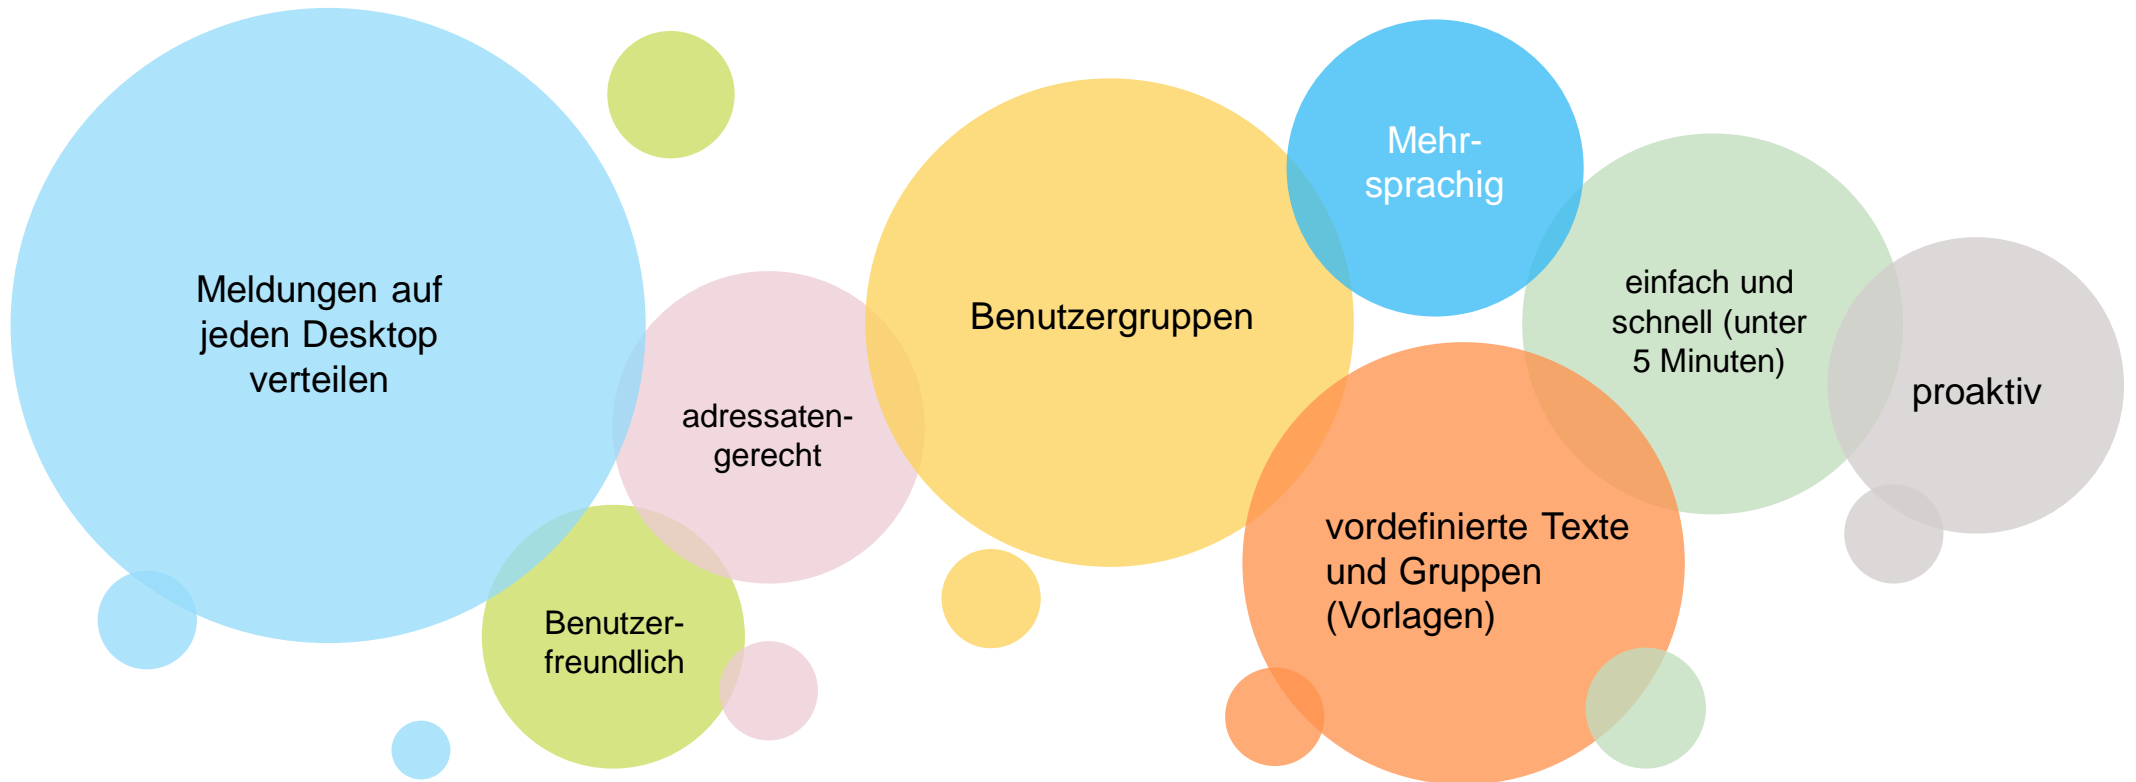 Meldungen auf
jeden Desktop
verteilen
adressaten-
gerecht
Benutzer-
freundlich
Benutzergruppen
Mehr-
sprachig
einfach und
schnell (unter
5 Minuten)
vordefinierte Texte
und Gruppen
(Vorlagen)
proaktiv